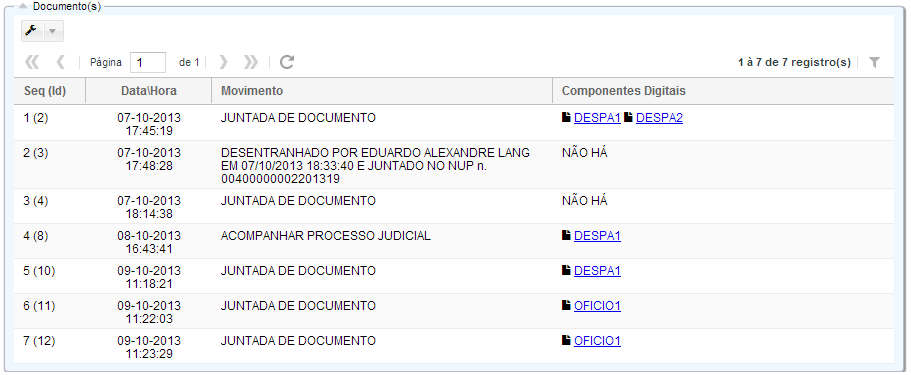 Documento(s)
Página 1 de 1 1 à 7 de 7 registro(s)
Seq (Id) Data\Hora Movimento Componentes Digitais
1 (2) 07-10-2013 JUNTADA DE DOCUMENTO DESPA1 DESPA2
17:45:19
2 (3) 07-10-2013 DESENTRANHADO POR EDUARDO ALEXANDRE LANG NÃO HÁ
17:48:28 EM 07/10/2013 18:33:40 E JUNTADO NO NUP n.
00400000002201319
3 (4) 07-10-2013 JUNTADA DE DOCUMENTO NÃO HÁ
18:14:38
4 (8) 08-10-2013 ACOMPANHAR PROCESSO JUDICIAL DESPA1
16:43:41
5 (10) 09-10-2013 JUNTADA DE DOCUMENTO DESPA1
11:18:21
6 (11) 09-10-2013 JUNTADA DE DOCUMENTO OFICIO1
11:22:03
7 (12) 09-10-2013 JUNTADA DE DOCUMENTO OFICIO1
11:23:29